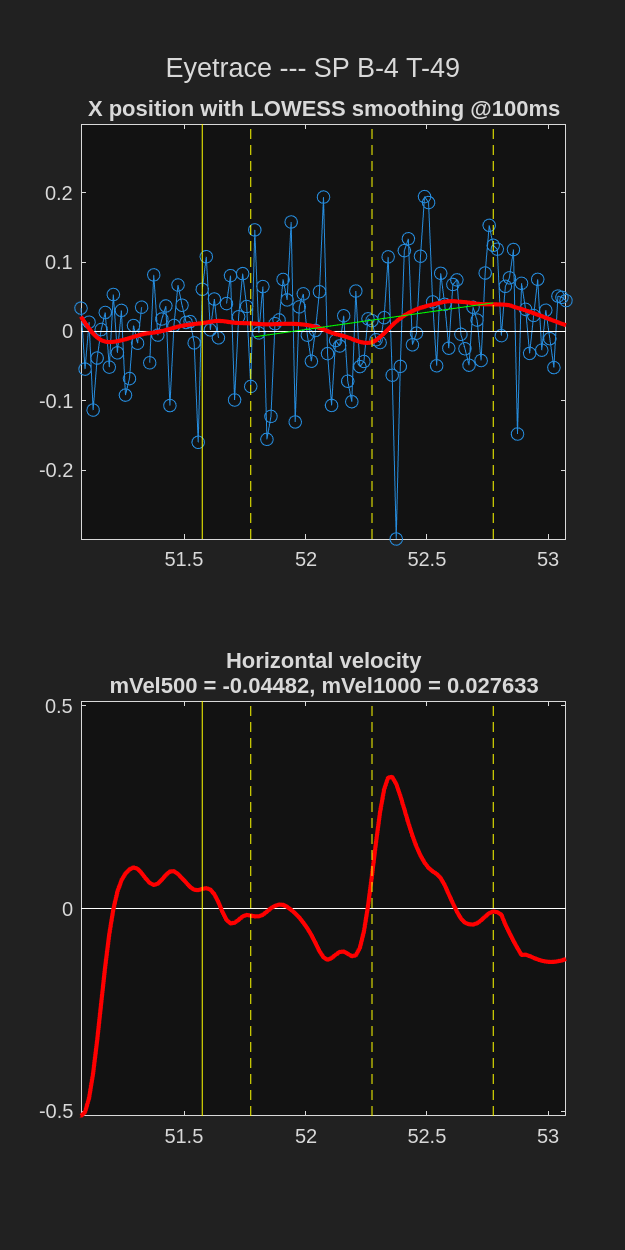 Eyetrace --- SP B-4 T-49
X position with LOWESS smoothing @100ms
0.2
0.1
0
-0.1
-0.2
51.5 52 52.5 53
Horizontal velocity
mVel500 = -0.04482, mVel1000 = 0.027633
0.5
0
-0.5
51.5 52 52.5 53